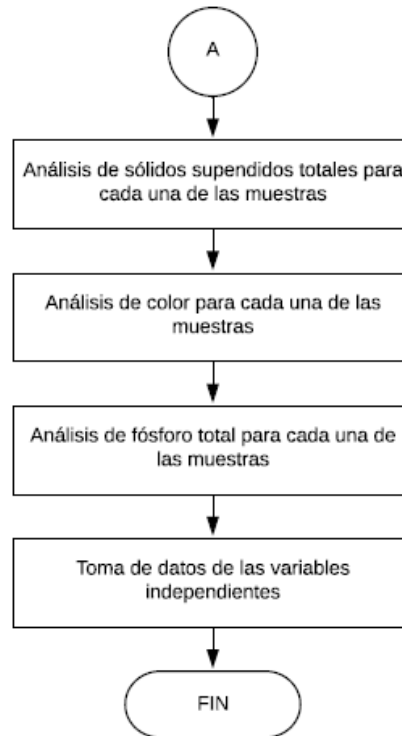 A
Análisis de sólidos supendidos totales para
cada una de las muestras
Análisis de color para cada una de las
muestras
Análisis de fósforo total para cada una de
las muestras
Toma de datos de las variables
independientes
FIN